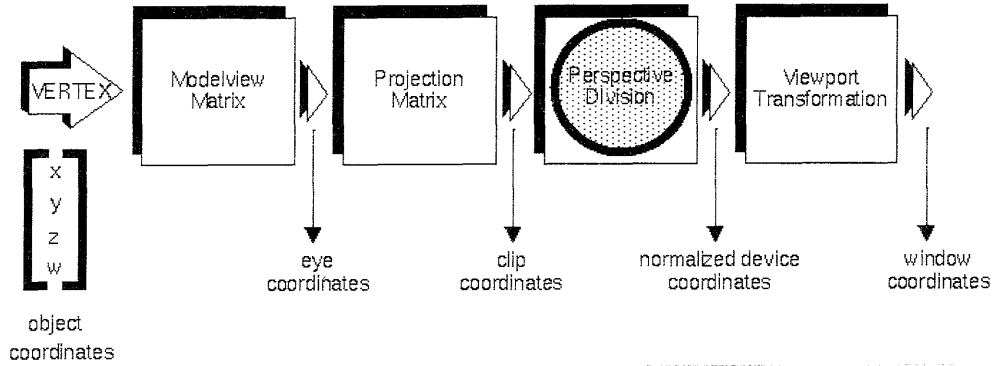 VERTEX
Modelview
Matrix
Projection
Matrix
Perspective
Division
Viewport
Transformation
x
y
z
w
object
coordinates
eye
coordinates
clip
coordinates
normalized device
coordinates
window
coordinates